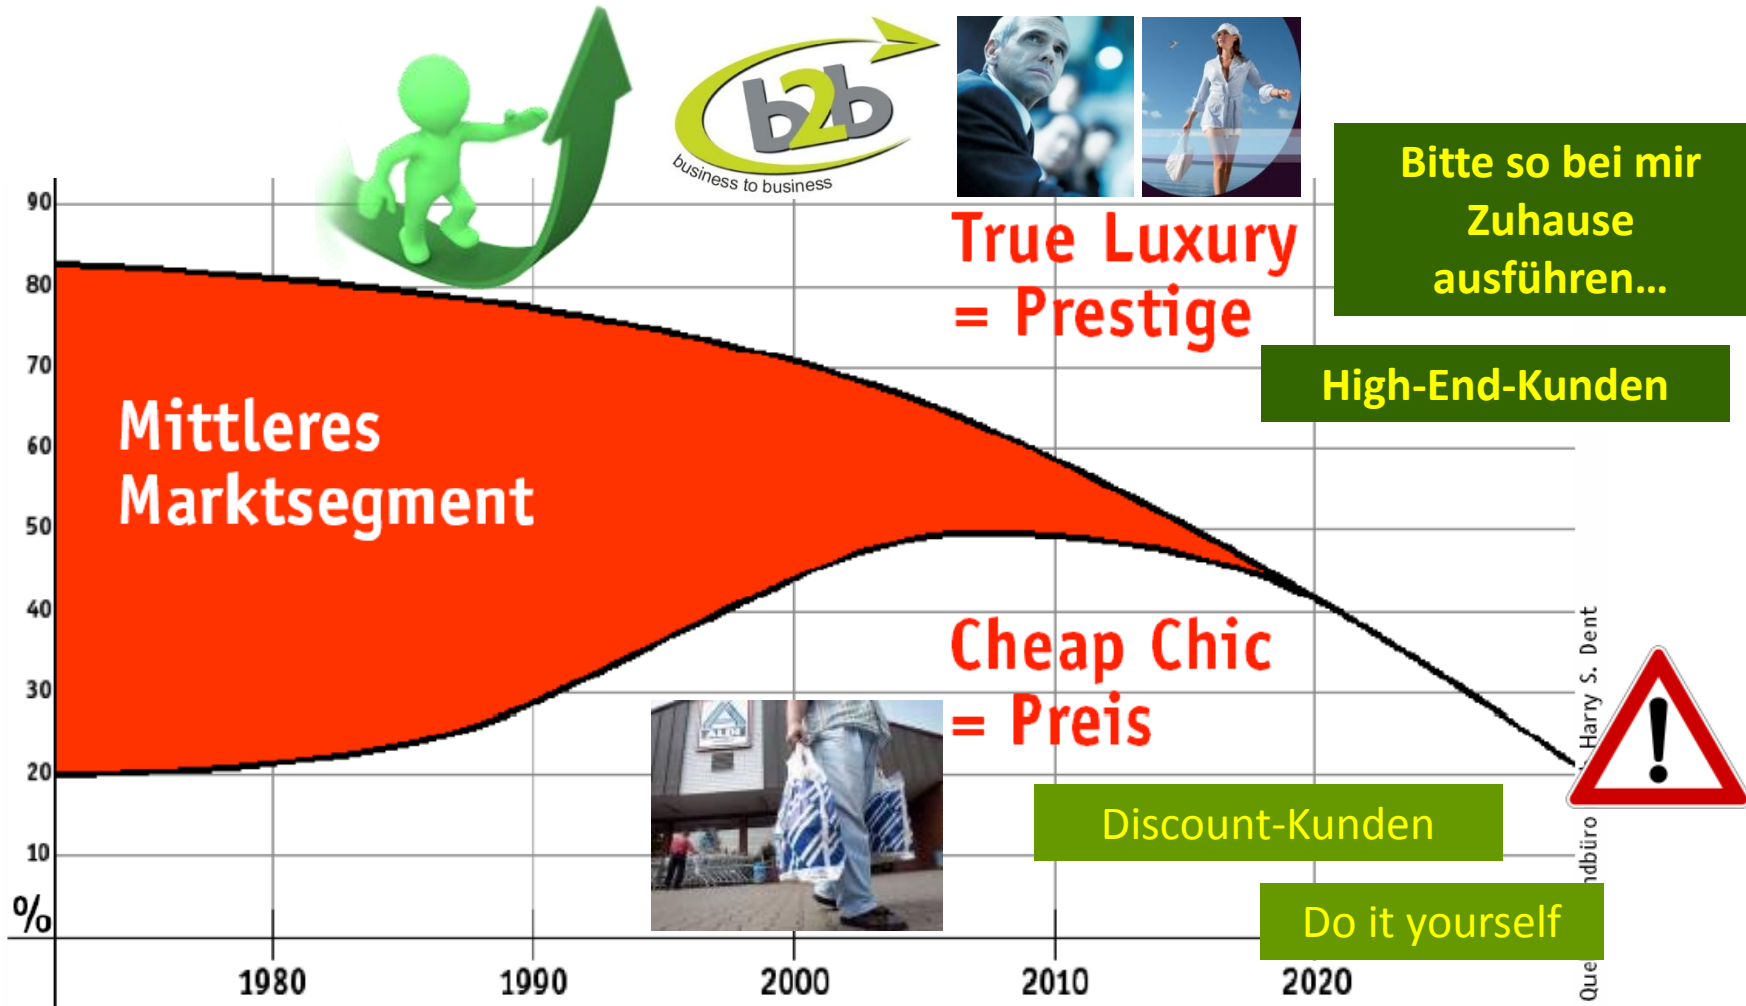 b2b
business to business
Bitte so bei mir
Zuhause
ausführen...
True Luxury
= Prestige
High-End-Kunden
Mittleres
Marktsegment
Cheap Chic
= Preis
ALDI
Discount-Kunden
Do it yourself
90
80
70
60
50
40
30
20
10
%
1980
1990
2000
2010
2020
Harry S. Dent